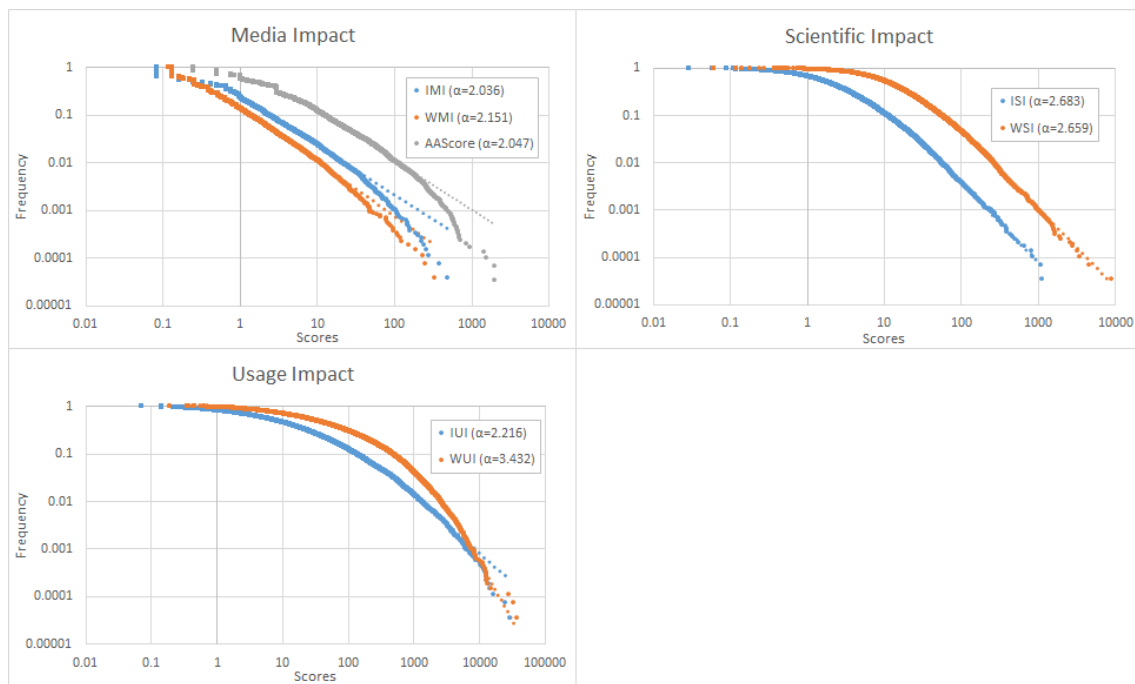 Media Impact
1
0.1
0.01
0.001
0.0001
0.00001
Frequency
0.01 0.1 1 10 100 1000 10000
Scores
IMI (α=2.036)
WMI (α=2.151)
AAScore (α=2.047)
Scientific Impact
1
0.1
0.01
0.001
0.0001
0.00001
Frequency
0.01 0.1 1 10 100 1000 10000
Scores
ISI (α=2.683)
WSI (α=2.659)
Usage Impact
1
0.1
0.01
0.001
0.0001
0.00001
Frequency
0.01 0.1 1 10 100 1000 10000 100000
Scores
IUI (α=2.216)
WUI (α=3.432)